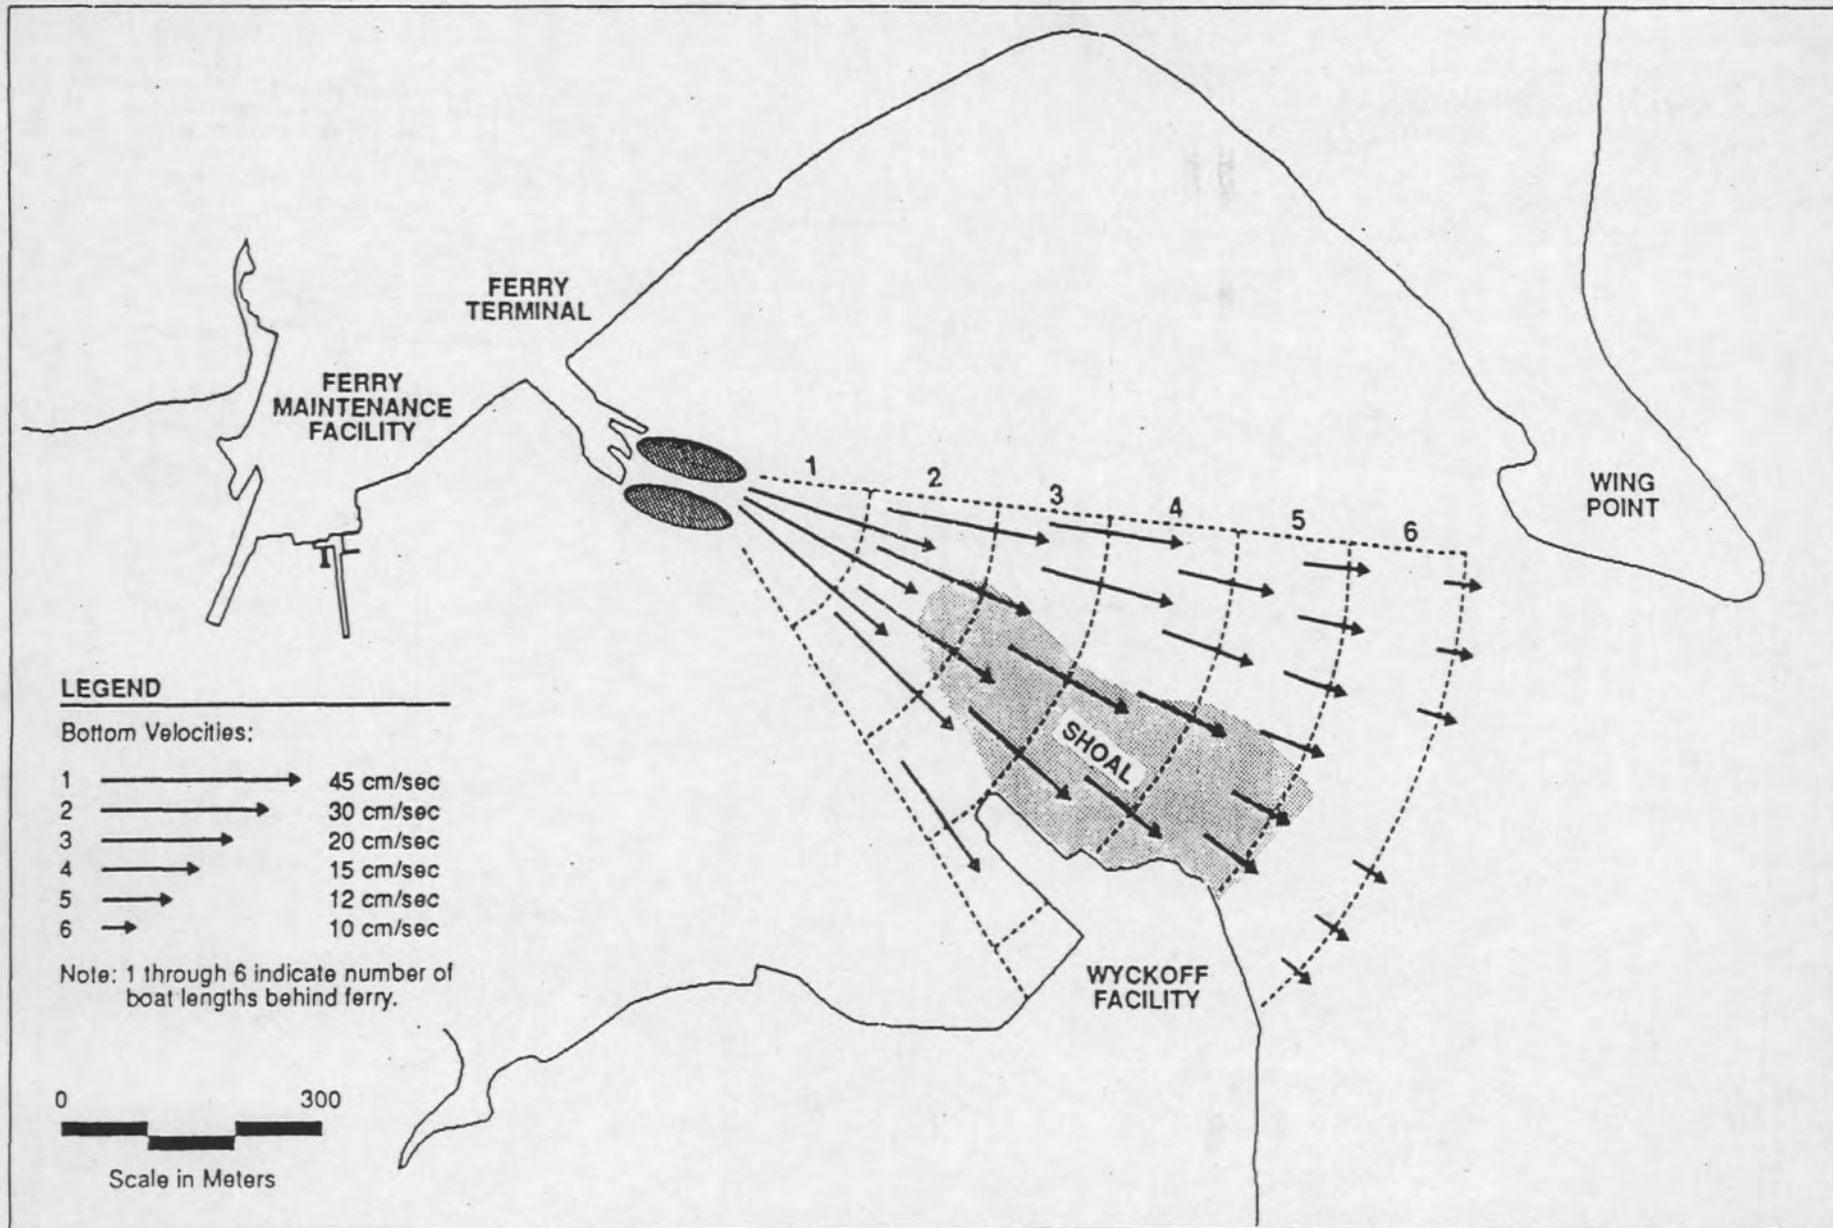 FERRY
TERMINAL
FERRY
MAINTENANCE
FACILITY
1
2
3
4
5
6
WING
POINT
SHOAL
WYCKOFF
FACILITY
LEGEND
Bottom Velocities:
1 45 cm/sec
2 30 cm/sec
3 20 cm/sec
4 15 cm/sec
5 12 cm/sec
6 10 cm/sec
Note: 1 through 6 indicate number of
boat lengths behind ferry.
0 300
Scale in Meters